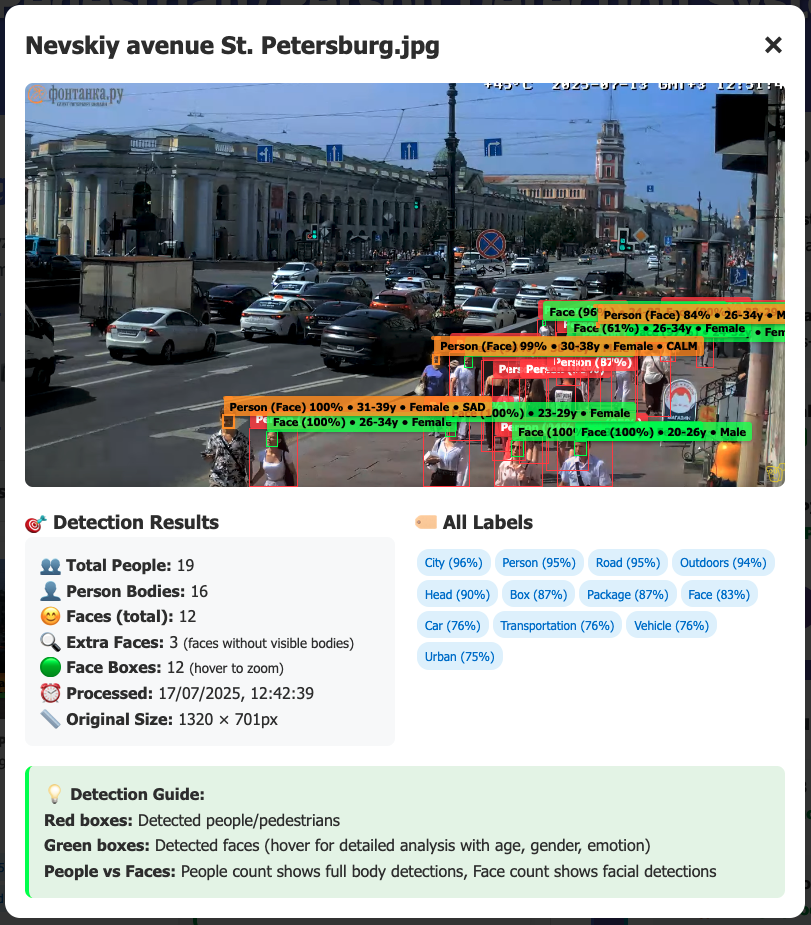 Nevskiy avenue St. Petersburg.jpg
фонтанка.ру
+45°C 2025-07-13 GMT+3 12:51:4
Face (96
Person (Face) 84% • 26-34y • M
Face (61%) • 26-34y • Female
• Fem
Person (Face) 99% • 30-38y • Female • CALM
Person (87%)
Person (Face) 100% • 31-39y • Female • SAD
00%) • 23-29y • Female
МАГАЗИН
Face (100%) • 26-34y • Female
Face (100%
Face (100%) • 20-26y • Male
🎯 Detection Results
👥 Total People: 19
👤 Person Bodies: 16
😊 Faces (total): 12
🔍 Extra Faces: 3 (faces without visible bodies)
🟢 Face Boxes: 12 (hover to zoom)
⏰ Processed: 17/07/2025, 12:42:39
📏 Original Size: 1320 × 701px
🏷️ All Labels
City (96%) Person (95%) Road (95%) Outdoors (94%)
Head (90%) Box (87%) Package (87%) Face (83%)
Car (76%) Transportation (76%) Vehicle (76%)
Urban (75%)
💡 Detection Guide:
Red boxes: Detected people/pedestrians
Green boxes: Detected faces (hover for detailed analysis with age, gender, emotion)
People vs Faces: People count shows full body detections, Face count shows facial detections